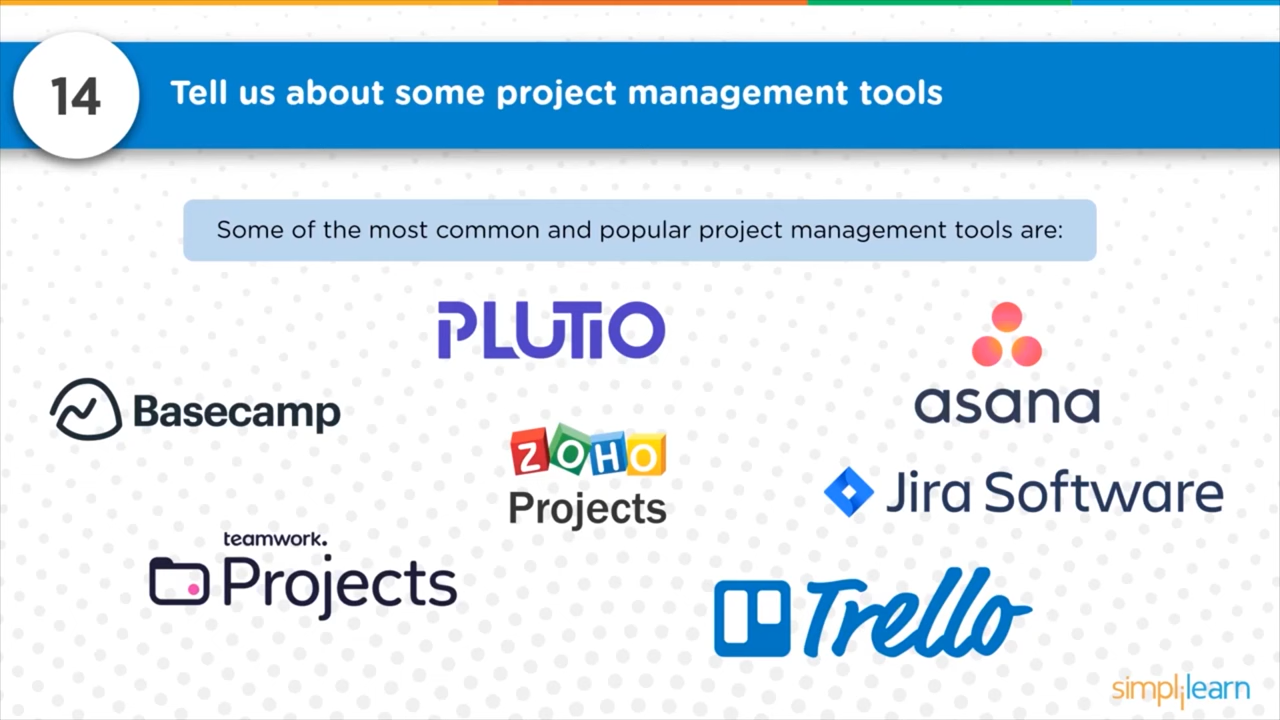 14
Tell us about some project management tools
Some of the most common and popular project management tools are:
PLUTIO
asana
Basecamp
ZOHO
Projects
Jira Software
teamwork.
Projects
Trello
simplilearn